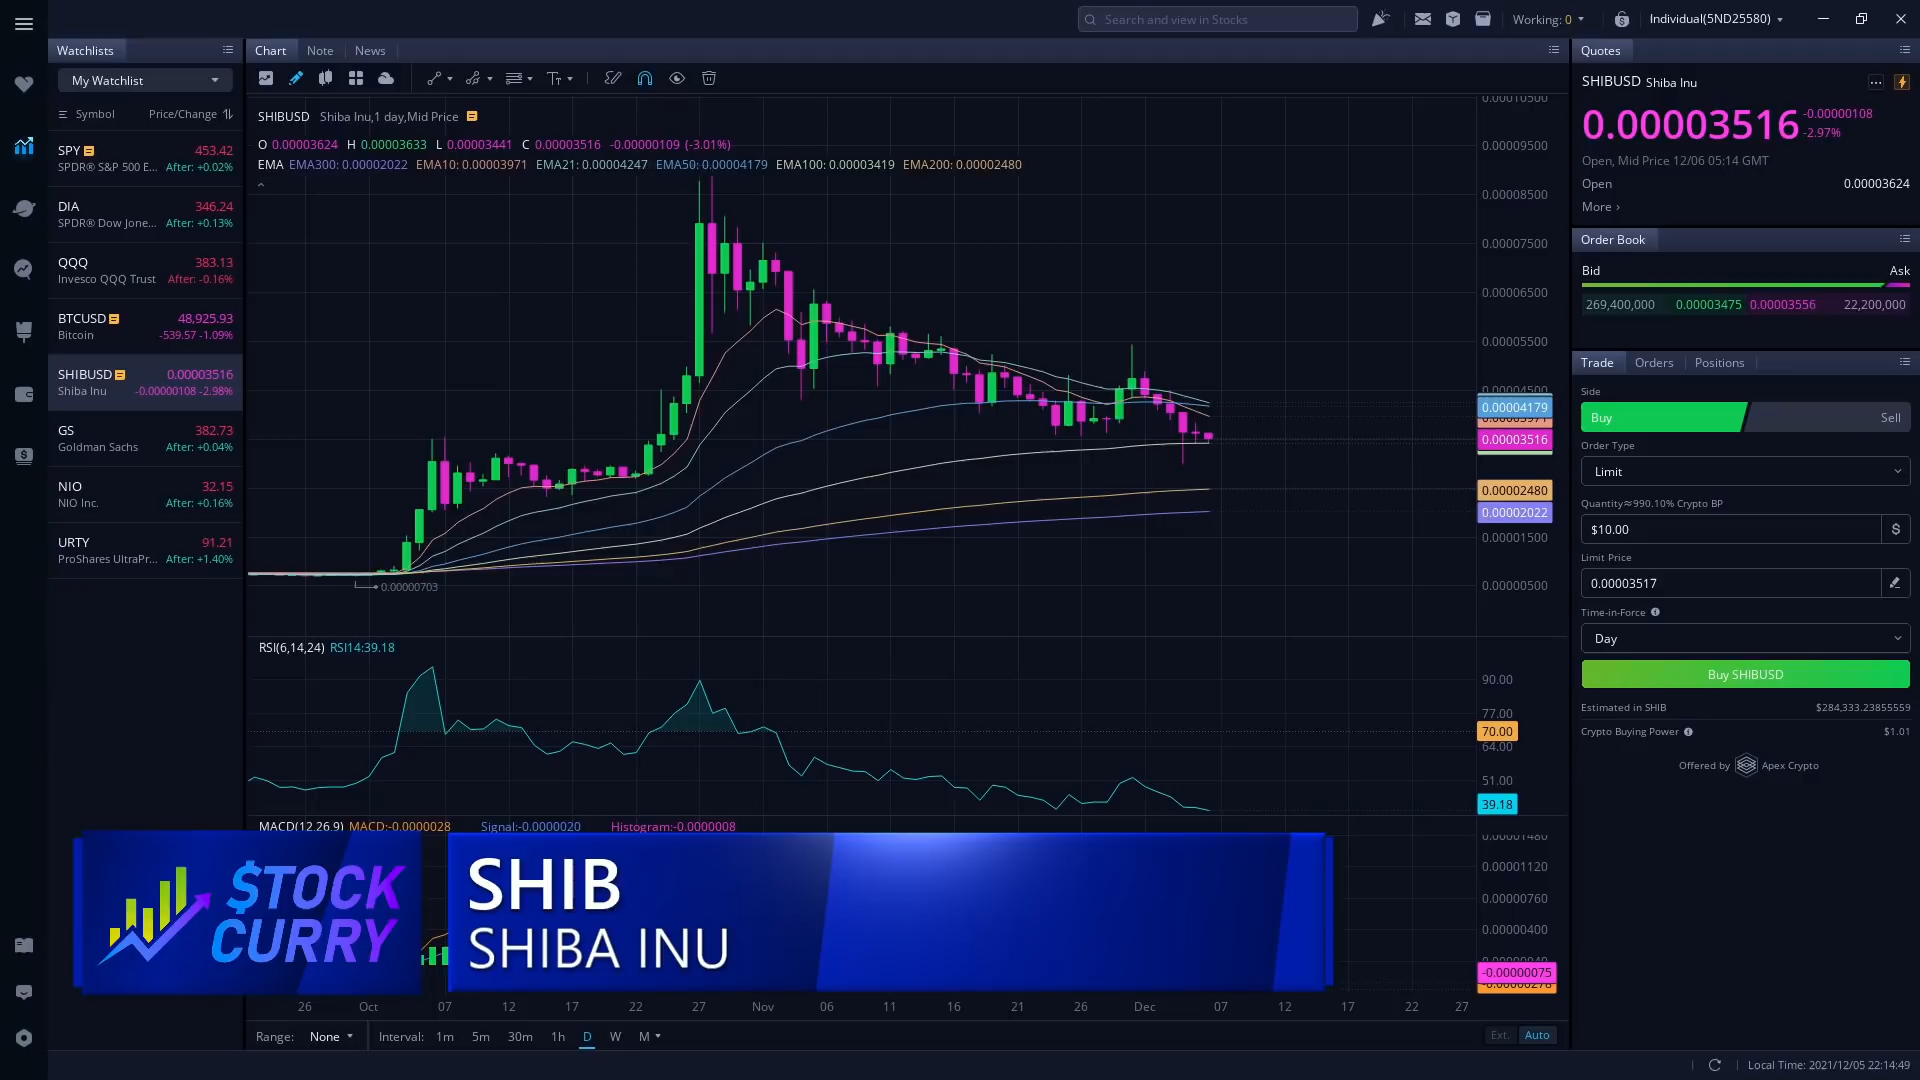 Search and view in Stocks
Working: 0
Individual(5ND25580)
Watchlists
My Watchlist
Symbol Price/Change
SPY 453.42
SPDR® S&P 500 E... After: +0.02%
DIA 346.24
SPDR® Dow Jone... After: +0.13%
QQQ 383.13
Invesco QQQ Trust After: -0.16%
BTCUSD 48,925.93
Bitcoin -539.57 -1.09%
SHIBUSD 0.00003516
Shiba Inu -0.00000108 -2.98%
GS 382.73
Goldman Sachs After: +0.04%
NIO 32.15
NIO Inc. After: +0.16%
URTY 91.21
ProShares UltraPr... After: +1.40%
Chart Note News
SHIBUSD Shiba Inu,1 day,Mid Price
O 0.00003624 H 0.00003633 L 0.00003441 C 0.00003516 -0.00000109 (-3.01%)
EMA EMA300: 0.00002022 EMA10: 0.00003971 EMA21: 0.00004247 EMA50: 0.00004179 EMA100: 0.00003419 EMA200: 0.00002480
0.00010500
0.00009500
0.00008500
0.00007500
0.00006500
0.00005500
0.00004500
0.00004179
0.00003971
0.00003516
0.00002480
0.00002022
0.00001500
0.00000500
0.00000703
RSI(6,14,24) RSI14:39.18
90.00
77.00
70.00
64.00
51.00
39.18
MACD(12,26,9) MACD:-0.0000028 Signal:-0.0000020 Histogram:-0.0000008
0.00001480
0.00001120
0.00000760
0.00000400
-0.00000075
-0.00000278
$TOCK
CURRY
SHIB
SHIBA INU
26 Oct 07 12 17 22 27 Nov 06 11 16 21 26 Dec 07 12 17 22 27
Range: None Interval: 1m 5m 30m 1h D W M
Ext. Auto
Quotes
SHIBUSD Shiba Inu
0.00003516 -0.00000108
-2.97%
Open, Mid Price 12/06 05:14 GMT
Open 0.00003624
More ›
Order Book
Bid Ask
269,400,000 0.00003475 0.00003556 22,200,000
Trade Orders Positions
Side
Buy Sell
Order Type
Limit
Quantity≈990.10% Crypto BP
$10.00 $
Limit Price
0.00003517
Time-in-Force
Day
Buy SHIBUSD
Estimated in SHIB $284,333.23855559
Crypto Buying Power $1.01
Offered by Apex Crypto
Local Time: 2021/12/05 22:14:49